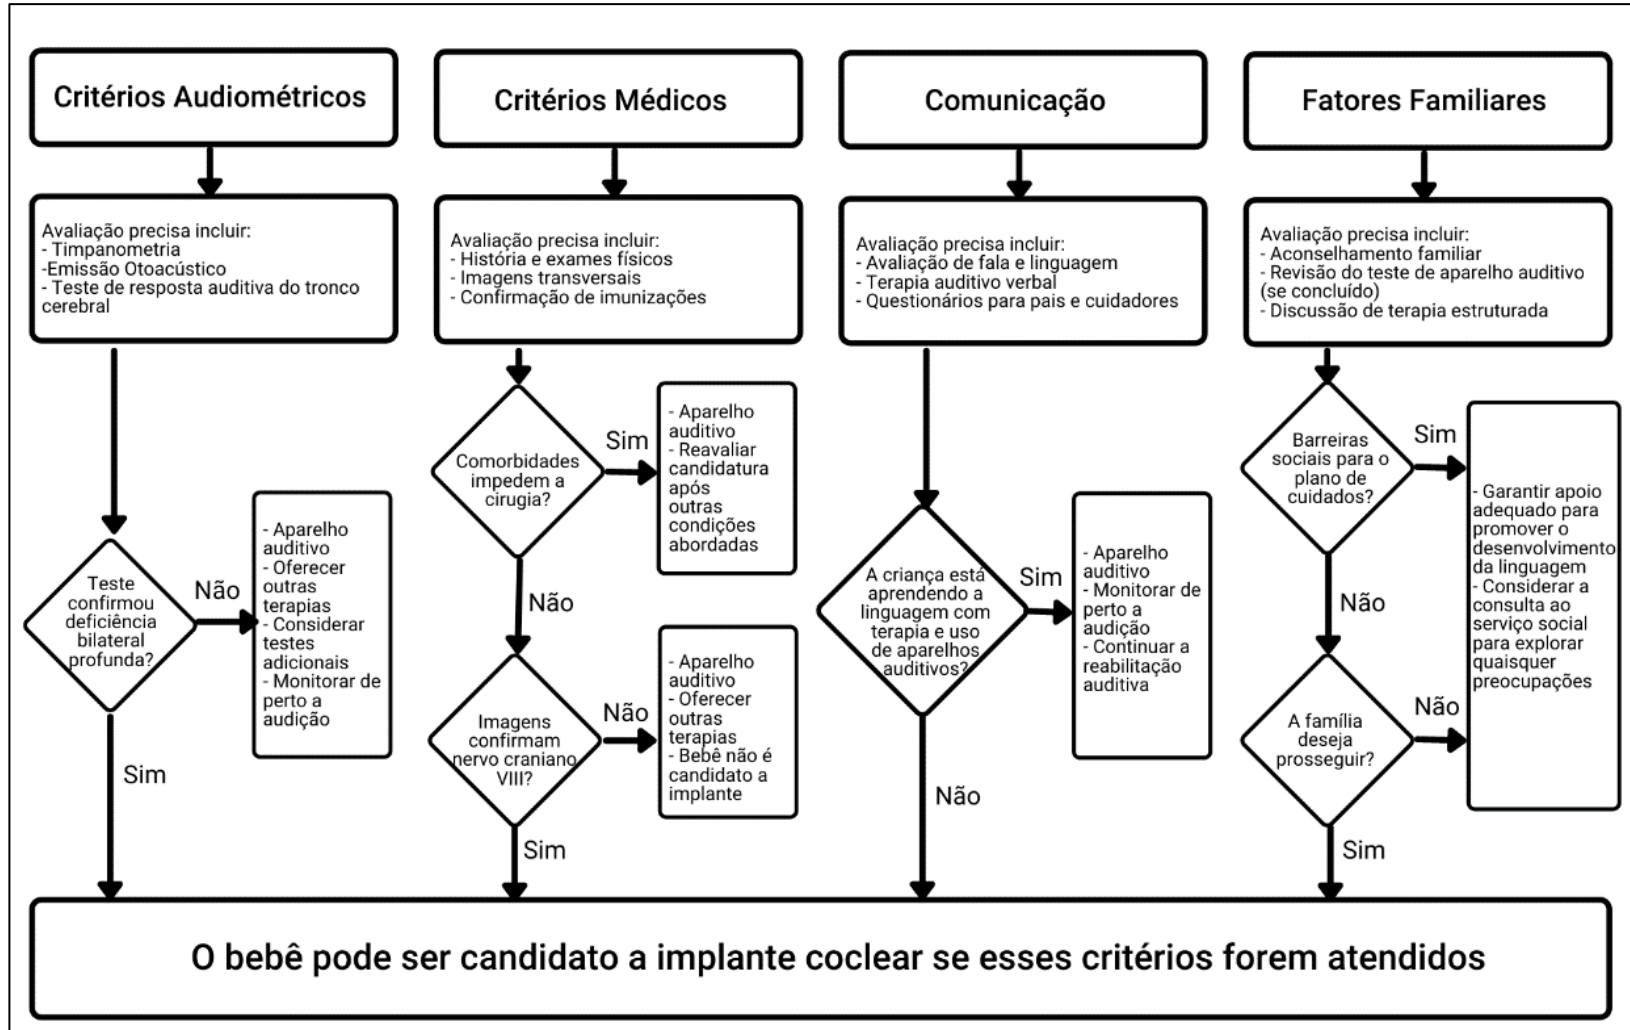 Critérios Audiométricos
Avaliação precisa incluir:
- Timpanometria
-Emissão Otoacústico
- Teste de resposta auditiva do tronco
cerebral
Teste
confirmou
deficiência
bilateral
profunda?
Não
- Aparelho
auditivo
- Oferecer
outras
terapias
- Considerar
testes
adicionais
- Monitorar de
perto a
audição
Sim
Critérios Médicos
Avaliação precisa incluir:
- História e exames físicos
- Imagens transversais
- Confirmação de imunizações
Comorbidades
impedem a
cirugia?
Sim
- Aparelho
auditivo
- Reavaliar
candidatura
após
outras
condições
abordadas
Não
Imagens
confirmam
nervo craniano
VIII?
Não
- Aparelho
auditivo
- Oferecer
outras
terapias
- Bebê não é
candidato a
implante
Sim
Comunicação
Avaliação precisa incluir:
- Avaliação de fala e linguagem
- Terapia auditivo verbal
- Questionários para pais e cuidadores
A criança está
aprendendo a
linguagem com
terapia e uso
de aparelhos
auditivos?
Sim
- Aparelho
auditivo
- Monitorar de
perto a
audição
- Continuar a
reabilitação
auditiva
Não
Fatores Familiares
Avaliação precisa incluir:
- Aconselhamento familiar
- Revisão do teste de aparelho auditivo
(se concluído)
- Discussão de terapia estruturada
Barreiras
sociais para o
plano de
cuidados?
Sim
- Garantir apoio
adequado para
promover o
desenvolvimento
da linguagem
- Considerar a
consulta ao
serviço social
para explorar
quaisquer
preocupações
Não
A família
deseja
prosseguir?
Não
Sim
O bebê pode ser candidato a implante coclear se esses critérios forem atendidos